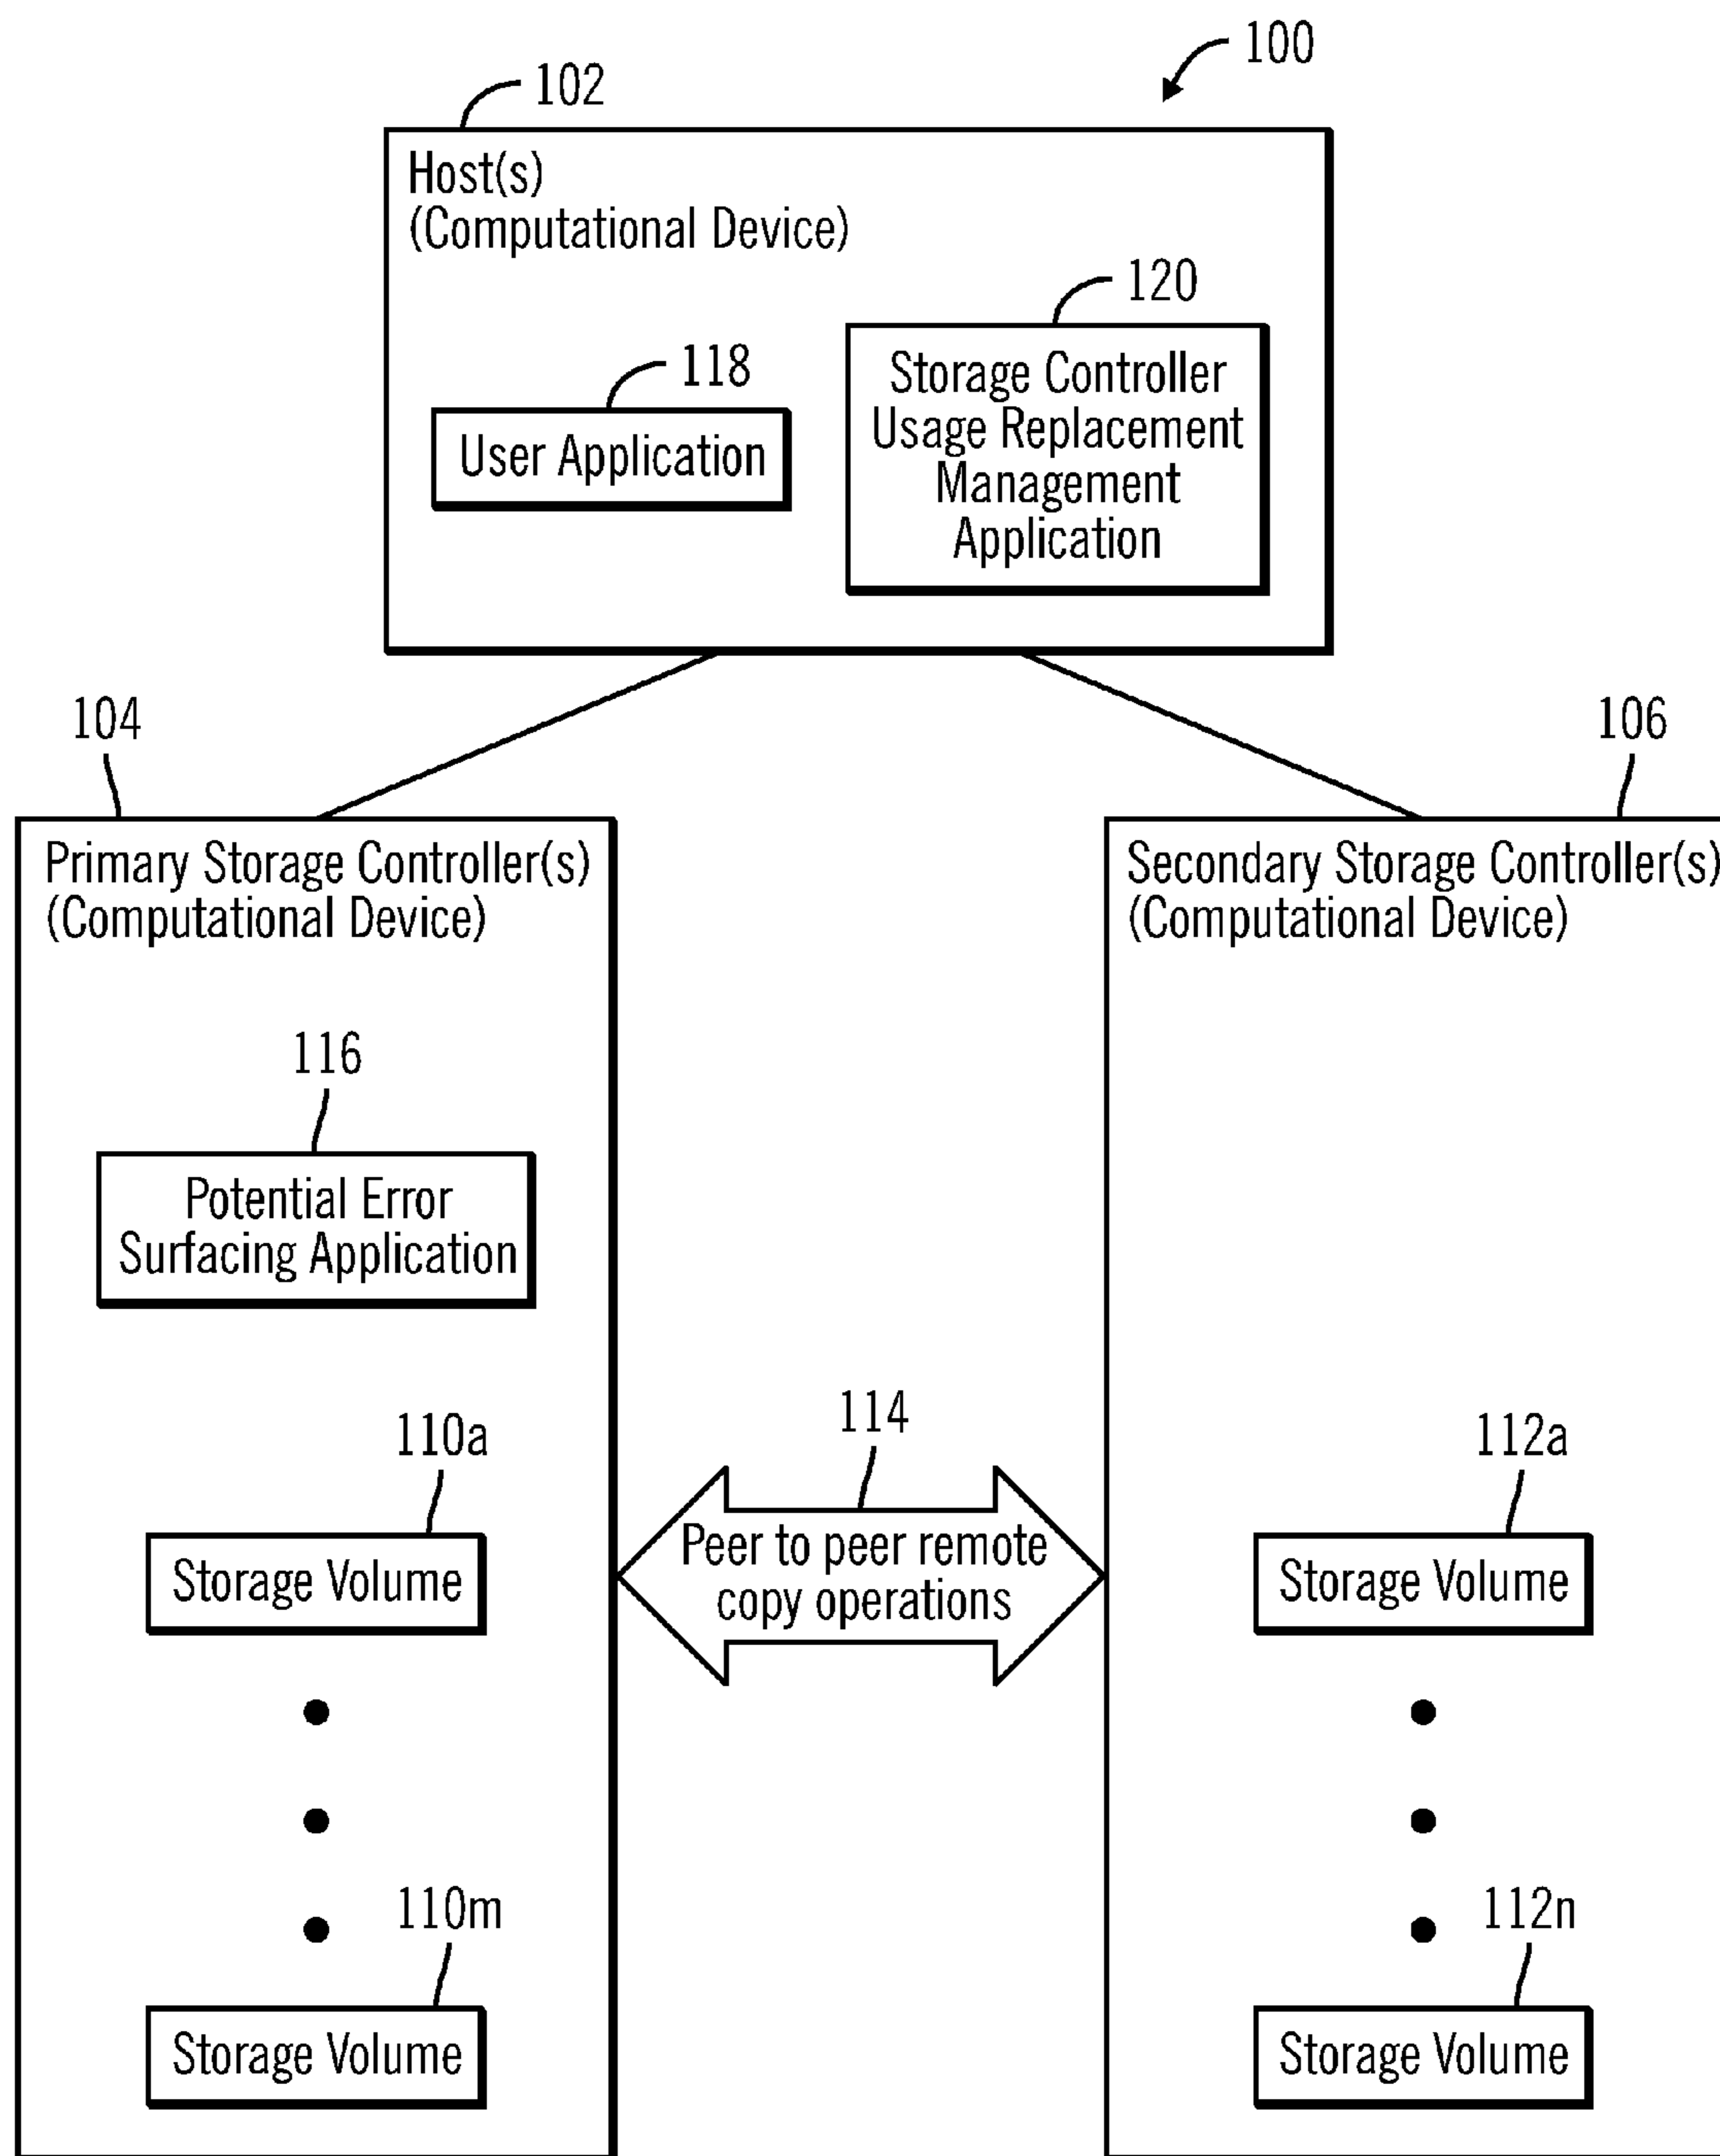 100
102
Host(s)
(Computational Device)
120
118
Storage Controller
Usage Replacement
Management
Application
User Application
104
106
Primary Storage Controller(s)
(Computational Device)
Secondary Storage Controller(s)
(Computational Device)
116
Potential Error
Surfacing Application
114
110a
112a
Peer to peer remote
copy operations
Storage Volume
Storage Volume
110m
112n
Storage Volume
Storage Volume